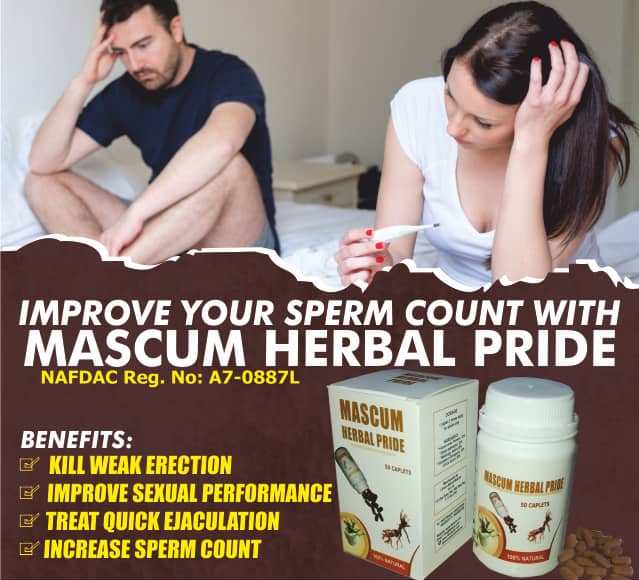 IMPROVE YOUR SPERM COUNT WITH
MASCUM HERBAL PRIDE
NAFDAC Reg. No: A7-0887L
BENEFITS:
KILL WEAK ERECTION
IMPROVE SEXUAL PERFORMANCE
TREAT QUICK EJACULATION
INCREASE SPERM COUNT
MASCUM
HERBAL PRIDE
50 CAPLETS
100% NATURAL
MASCUM HERBAL PRIDE
50 CAPLETS
100% NATURAL